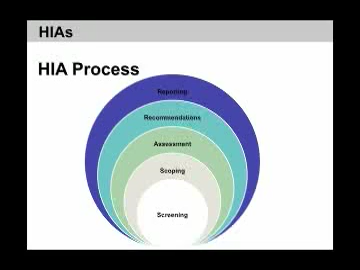 HIAs
HIA Process
Reporting
Recommendations
Assessment
Scoping
Screening